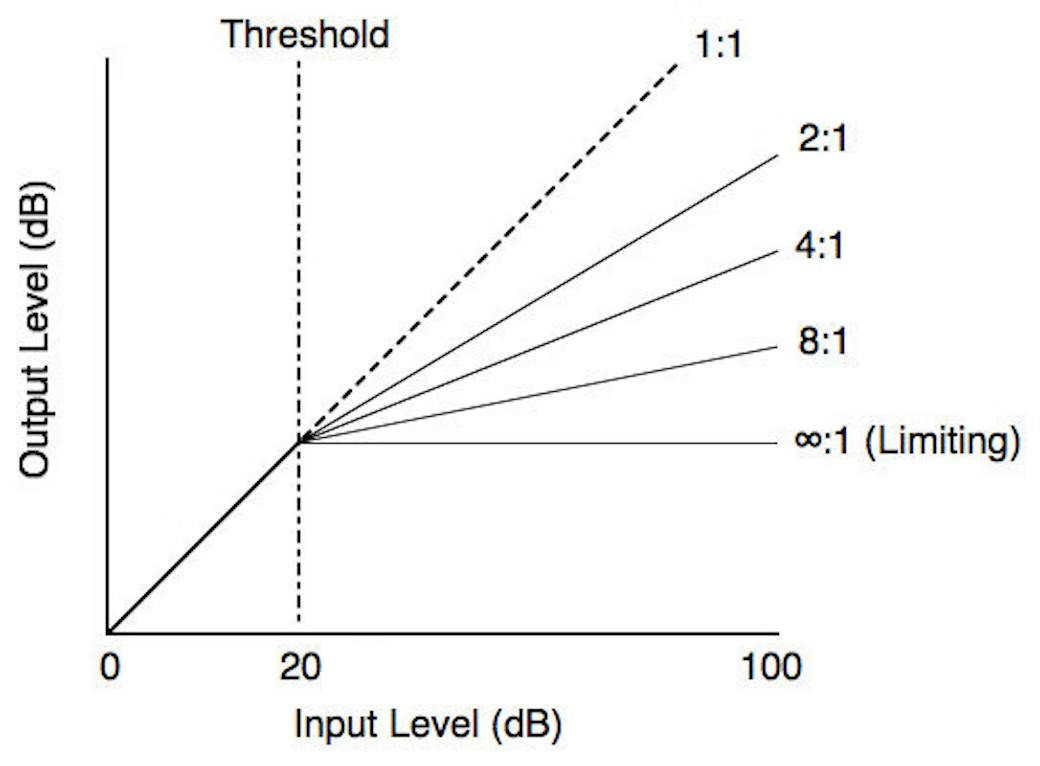 Threshold
1:1
2:1
4:1
8:1
∞:1 (Limiting)
Output Level (dB)
0
20
100
Input Level (dB)